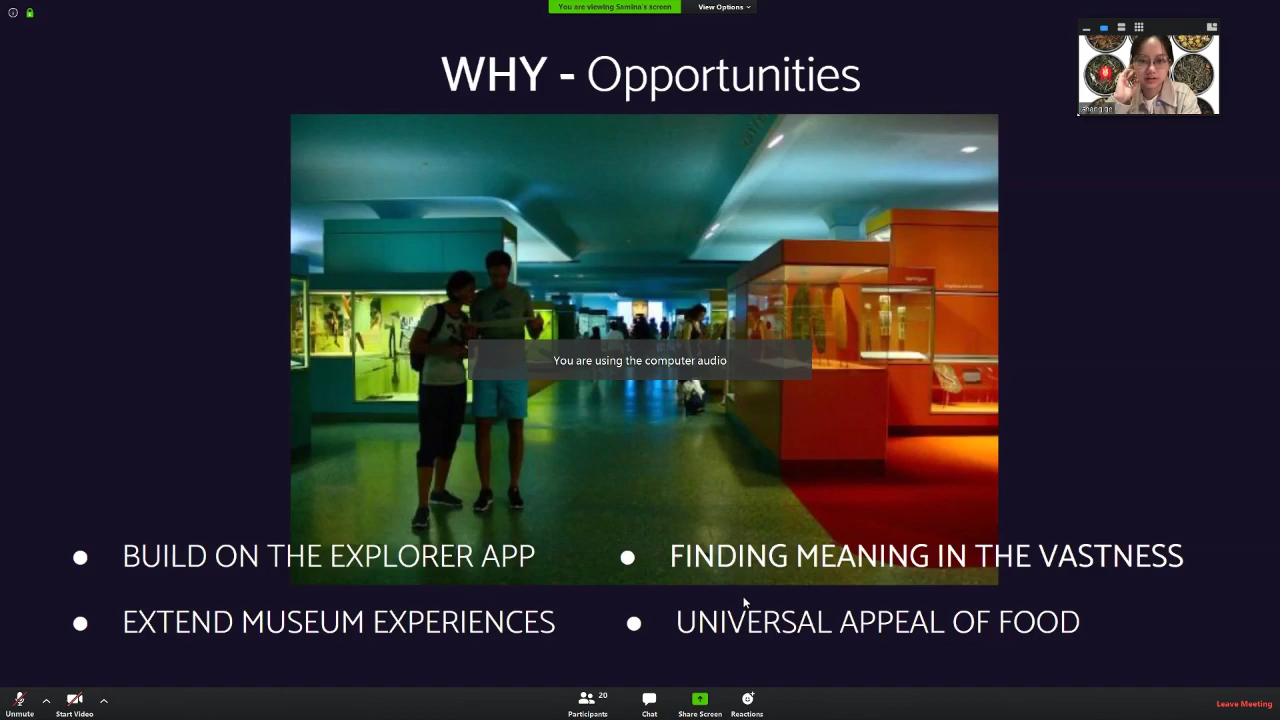 You are viewing Samina's screen
View Options
WHY - Opportunities
You are using the computer audio
BUILD ON THE EXPLORER APP
FINDING MEANING IN THE VASTNESS
EXTEND MUSEUM EXPERIENCES
UNIVERSAL APPEAL OF FOOD
Unmute
Start Video
20
Participants
Chat
Share Screen
Reactions
Leave Meeting